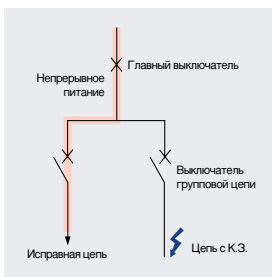 Главный выключатель
Непрерывное
питание
Выключатель
групповой цепи
Исправная цепь
Цепь с К.З.